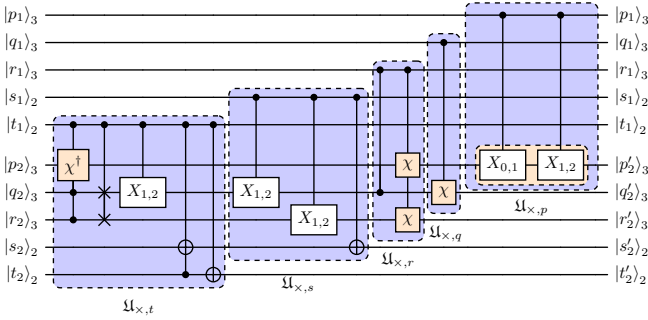 |p₁⟩₃ |p₁⟩₃
|q₁⟩₃ |q₁⟩₃
|r₁⟩₃ |r₁⟩₃
|s₁⟩₂ |s₁⟩₂
|t₁⟩₂ |t₁⟩₂
|p₂⟩₃ χ† χ X₀,₁ X₁,₂ |p′₂⟩₃
|q₂⟩₃ X₁,₂ X₁,₂ χ |q′₂⟩₃
𝔘×,p
|r₂⟩₃ X₁,₂ χ |r′₂⟩₃
𝔘×,q
|s₂⟩₂ |s′₂⟩₂
𝔘×,r
|t₂⟩₂ |t′₂⟩₂
𝔘×,s
𝔘×,t